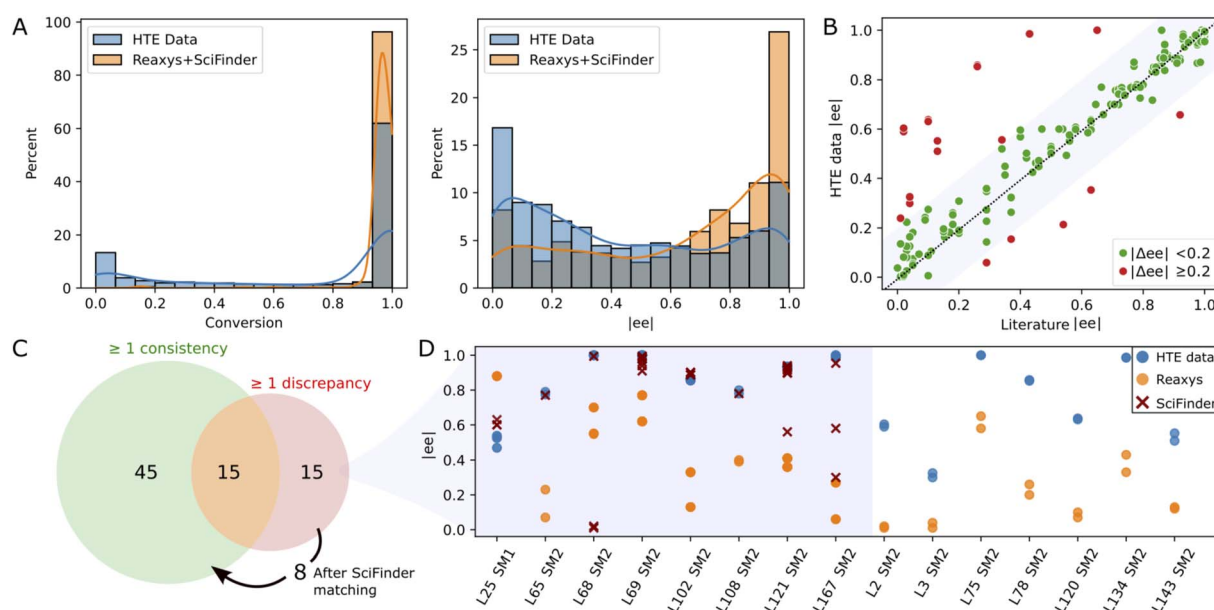 A
100
80
60
40
20
0
Percent
HTE Data
Reaxys+SciFinder
0.0 0.2 0.4 0.6 0.8 1.0
Conversion
25
20
15
10
5
0
Percent
HTE Data
Reaxys+SciFinder
0.0 0.2 0.4 0.6 0.8 1.0
|ee|
B
1.0
0.8
0.6
0.4
0.2
0.0
HTE data |ee|
|Δee| <0.2
|Δee| ≥0.2
0.0 0.2 0.4 0.6 0.8 1.0
Literature |ee|
C
≥ 1 consistency
≥ 1 discrepancy
45 15 15
8 After SciFinder
matching
D
1.0
0.8
0.6
0.4
0.2
0.0
|ee|
HTE data
Reaxys
SciFinder
L25 SM1
L65 SM2
L68 SM2
L69 SM2
L102 SM2
L108 SM2
L121 SM2
L167 SM2
L2 SM2
L3 SM2
L75 SM2
L78 SM2
L120 SM2
L134 SM2
L143 SM2